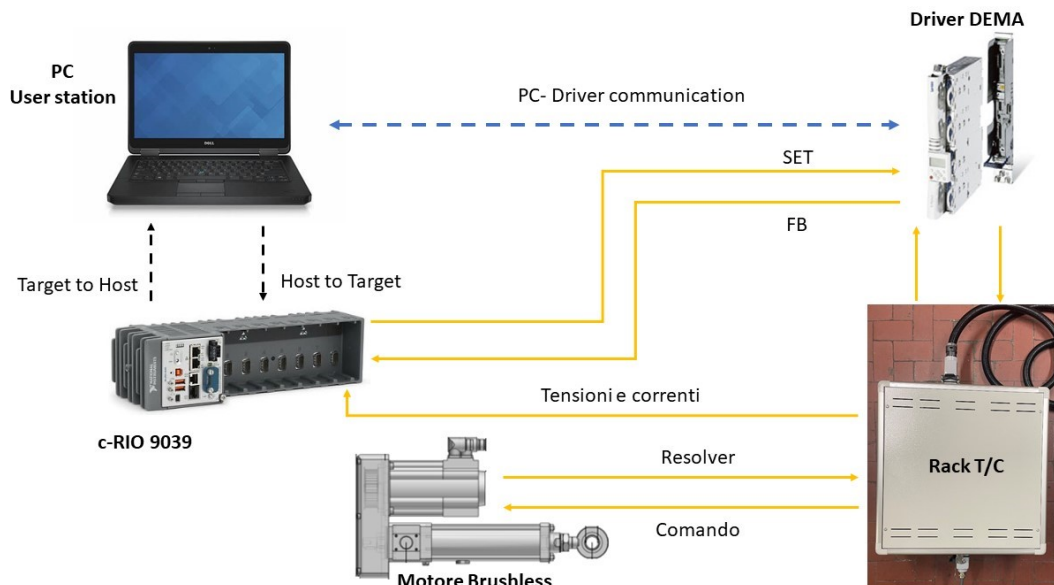 Driver DEMA
PC
User station
PC- Driver communication
SET
FB
Target to Host
Host to Target
Tensioni e correnti
c-RIO 9039
Resolver
Rack T/C
Comando
Motore Brushless
DELL